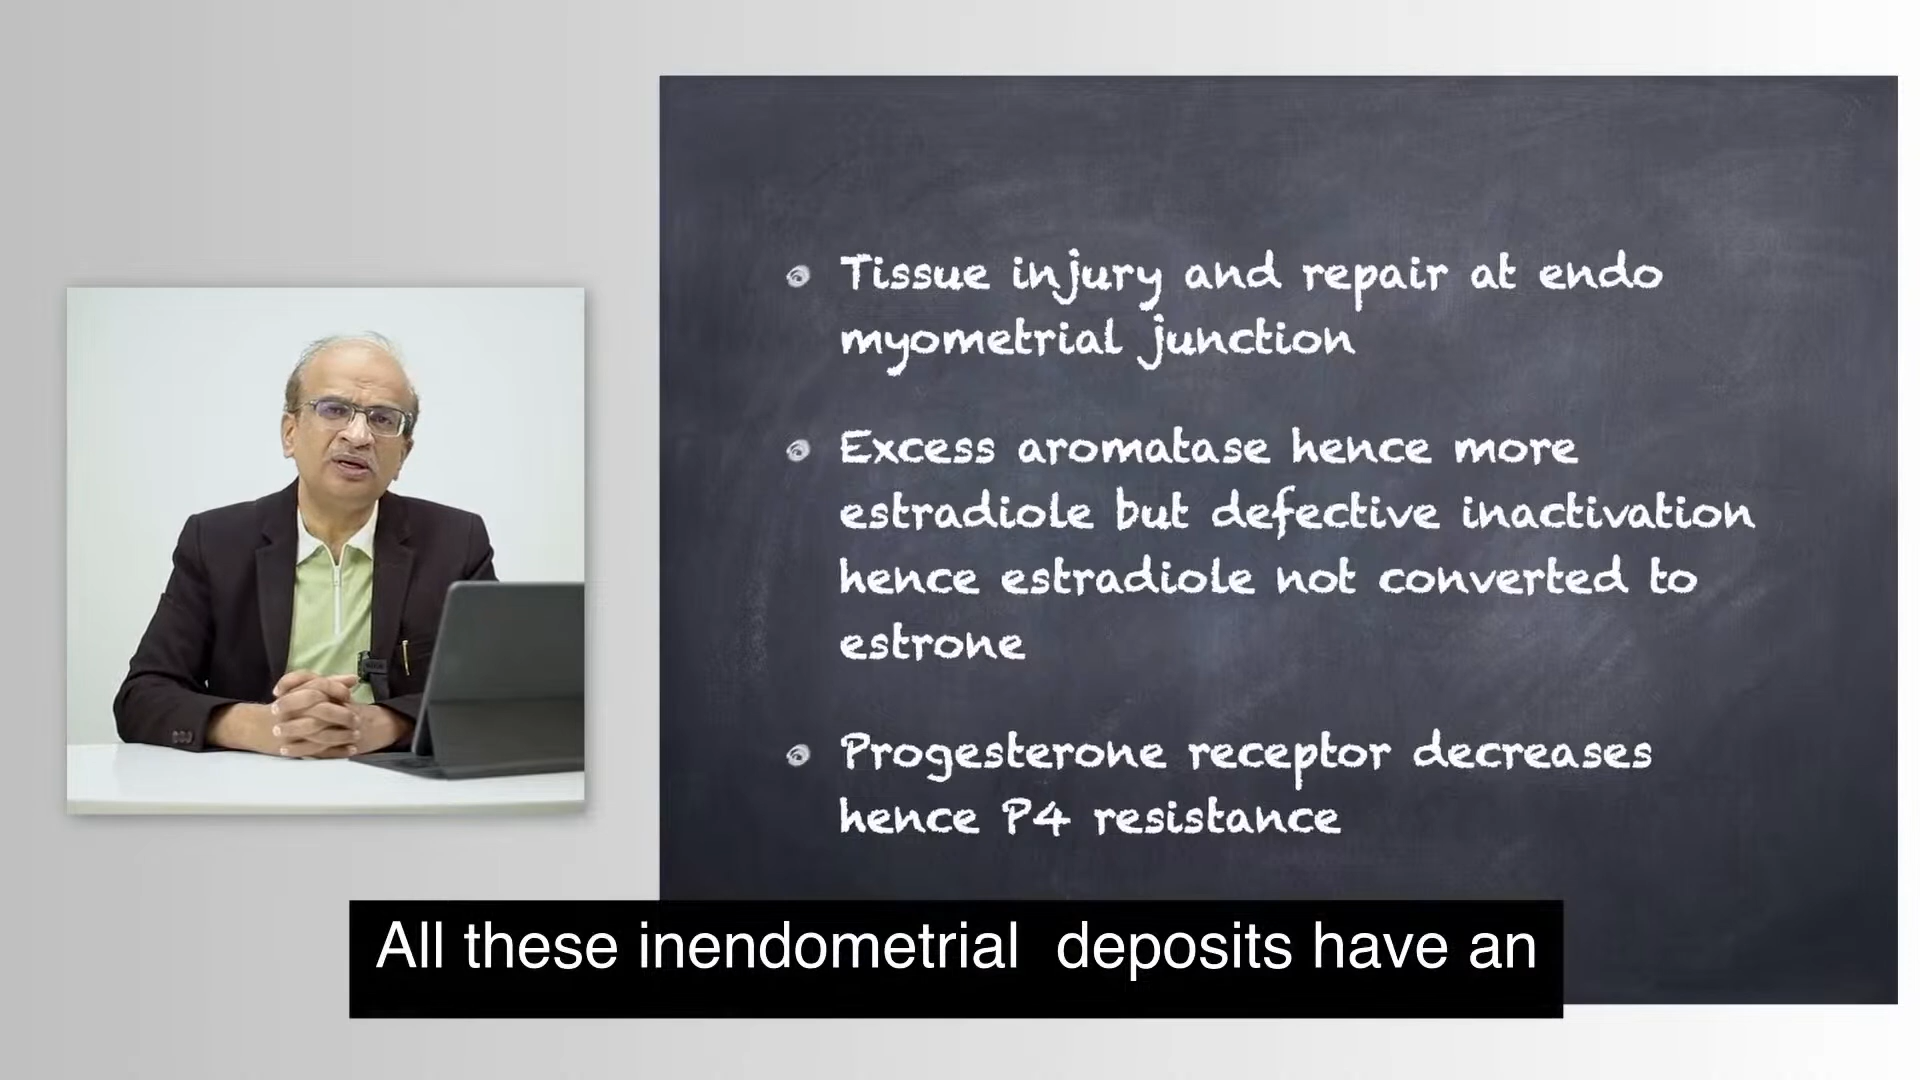 Tissue injury and repair at endo
myometrial junction
Excess aromatase hence more
estradiole but defective inactivation
hence estradiole not converted to
estrone
Progesterone receptor decreases
hence P4 resistance
All these inendometrial  deposits have an